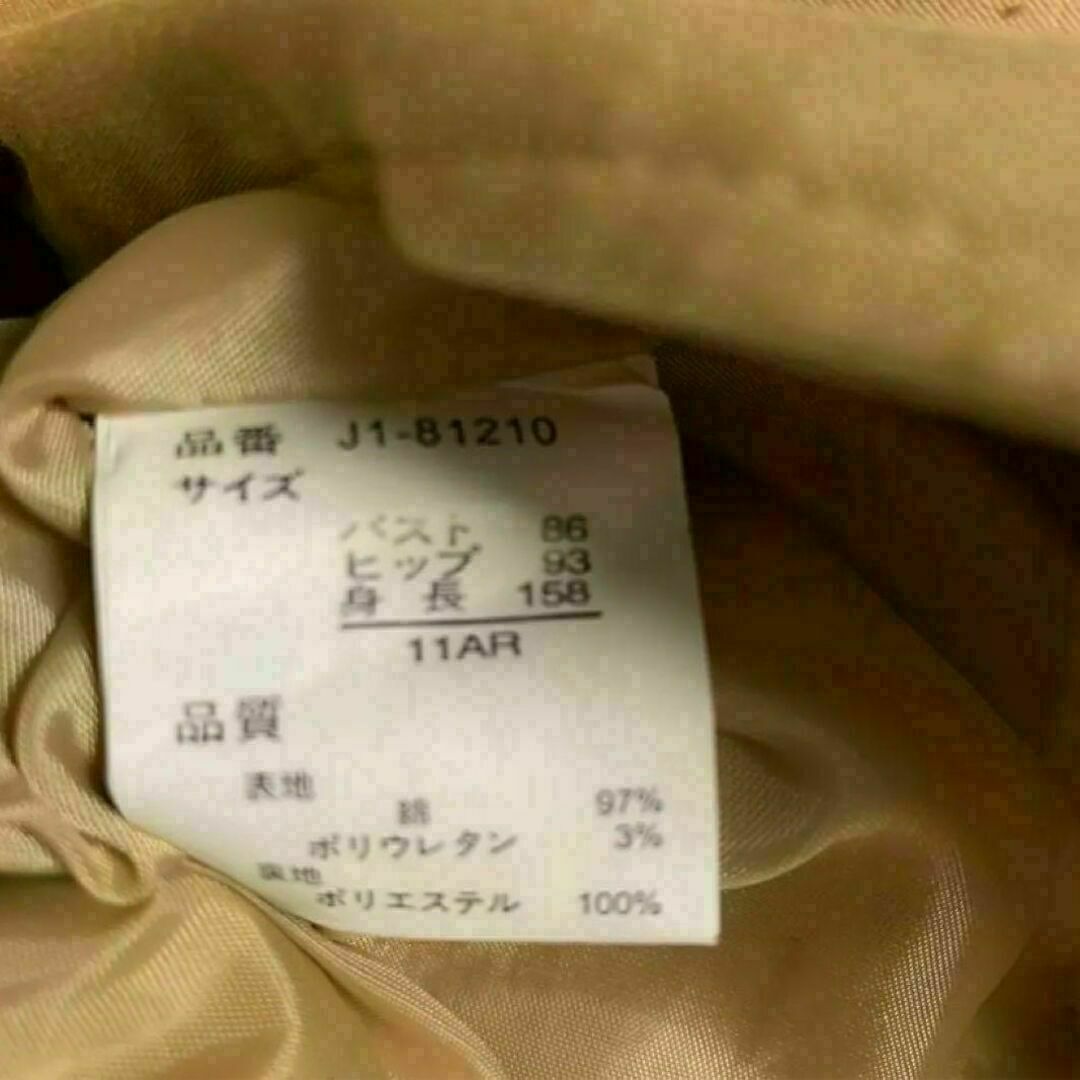 品番 J1-81210
サイズ
バスト 86
ヒップ 93
身長 158
11AR
品質
表地
綿 97%
ポリウレタン 3%
裏地
ポリエステル 100%